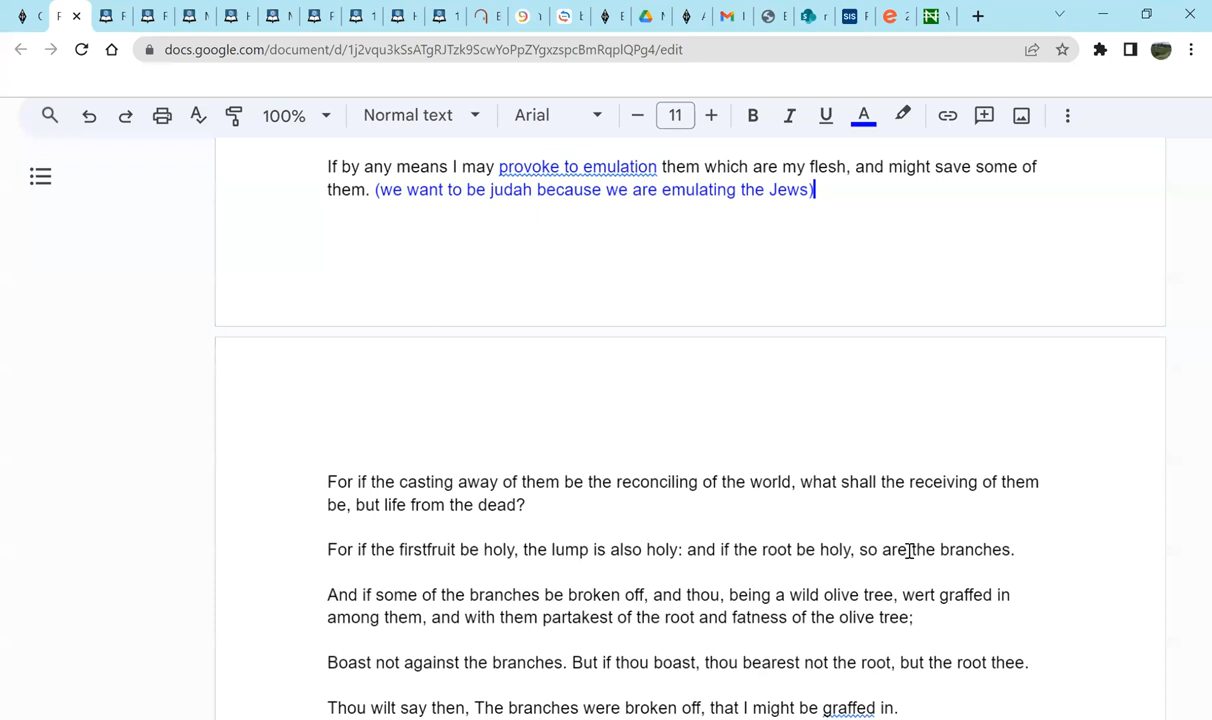 docs.google.com/document/d/1j2vqu3kSsATgRJTzk9ScwYoPpZYgxzspcBmRqplQPg4/edit
100% Normal text Arial 11 B I U A
If by any means I may provoke to emulation them which are my flesh, and might save some of
them. (we want to be judah because we are emulating the Jews)
For if the casting away of them be the reconciling of the world, what shall the receiving of them
be, but life from the dead?
For if the firstfruit be holy, the lump is also holy: and if the root be holy, so are the branches.
And if some of the branches be broken off, and thou, being a wild olive tree, wert graffed in
among them, and with them partakest of the root and fatness of the olive tree;
Boast not against the branches. But if thou boast, thou bearest not the root, but the root thee.
Thou wilt say then, The branches were broken off, that I might be graffed in.